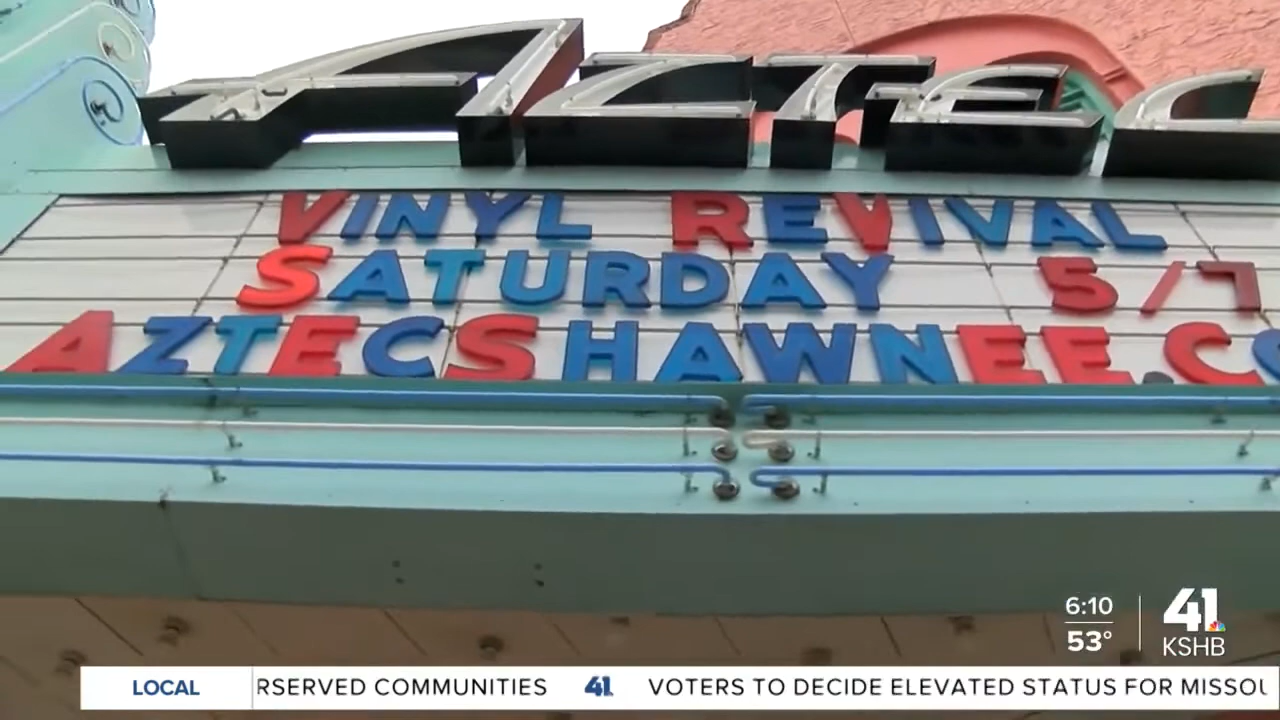 AZTEC
VINYL REVIVAL
SATURDAY 5/7
AZTECSHAWNEE.CO
6:10
53°
41
KSHB
LOCAL
RSERVED COMMUNITIES 41 VOTERS TO DECIDE ELEVATED STATUS FOR MISSOU